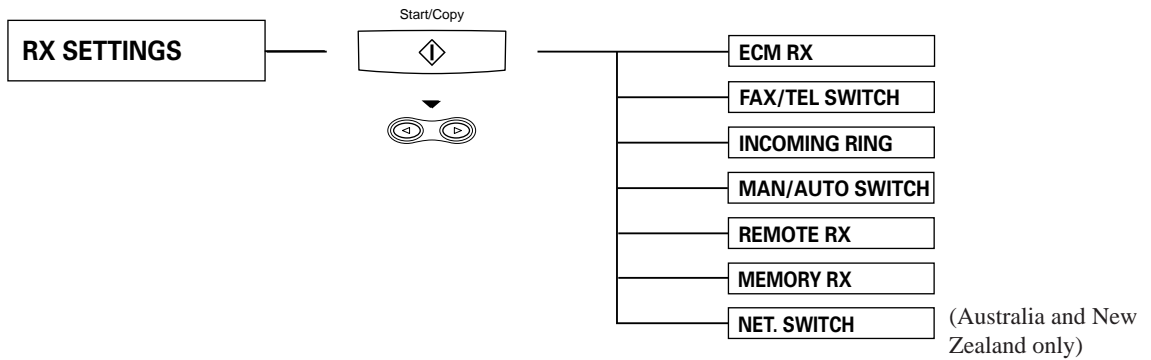 Start/Copy
RX SETTINGS
ECM RX
FAX/TEL SWITCH
INCOMING RING
MAN/AUTO SWITCH
REMOTE RX
MEMORY RX
NET. SWITCH
(Australia and New
Zealand only)